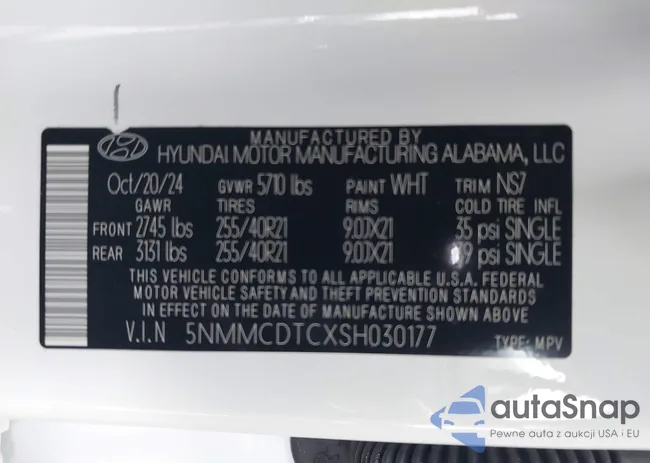 MANUFACTURED BY
HYUNDAI MOTOR MANUFACTURING ALABAMA, LLC
Oct/20/24 GVWR 5710 lbs PAINT WHT TRIM NS7
GAWR TIRES RIMS COLD TIRE INFL
FRONT 2745 lbs 255/40R21 9.0JX21 35 psi SINGLE
REAR 3131 lbs 255/40R21 9.0JX21 psi SINGLE
THIS VEHICLE CONFORMS TO ALL APPLICABLE U.S.A. FEDERAL
MOTOR VEHICLE SAFETY AND THEFT PREVENTION STANDARDS
IN EFFECT ON THE DATE OF MANUFACTURE SHOWN ABOVE
V.I.N 5NMMCDTCXSH030177 TYPE: MPV
autaSnap
Pewne auta z aukcji USA i EU